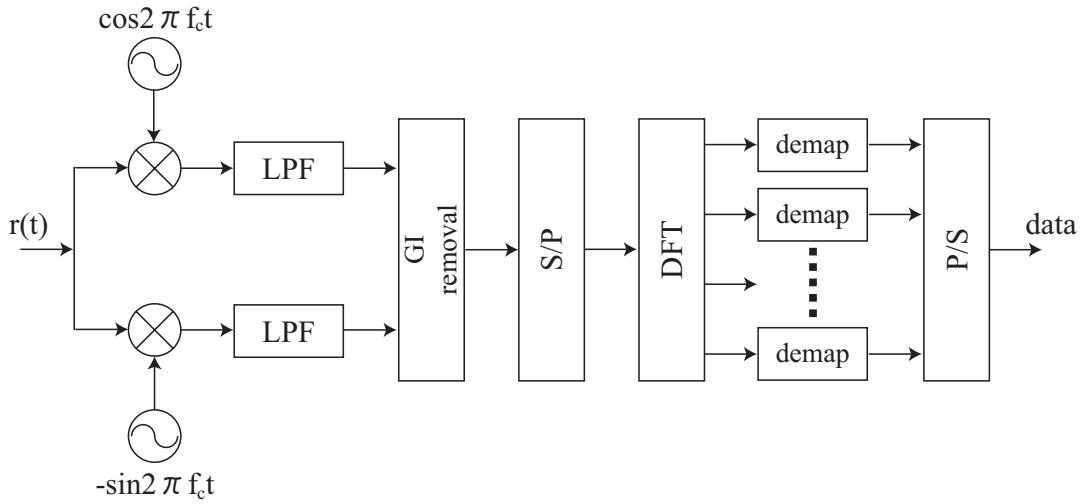 cos2πf_ct
r(t)
LPF
LPF
-sin2πf_ct
GI
removal
S/P
DFT
demap
demap
demap
P/S
data